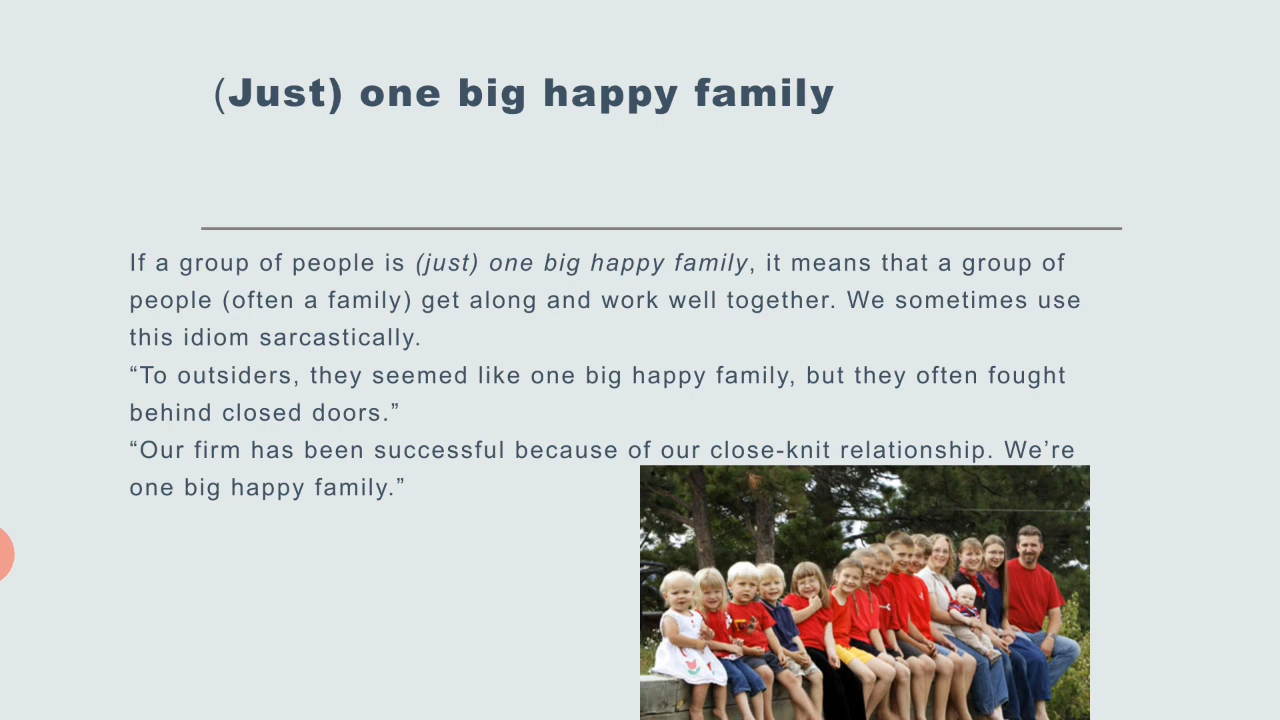 (Just) one big happy family
If a group of people is (just) one big happy family, it means that a group of
people (often a family) get along and work well together. We sometimes use
this idiom sarcastically.
“To outsiders, they seemed like one big happy family, but they often fought
behind closed doors.”
“Our firm has been successful because of our close-knit relationship. We’re
one big happy family.”